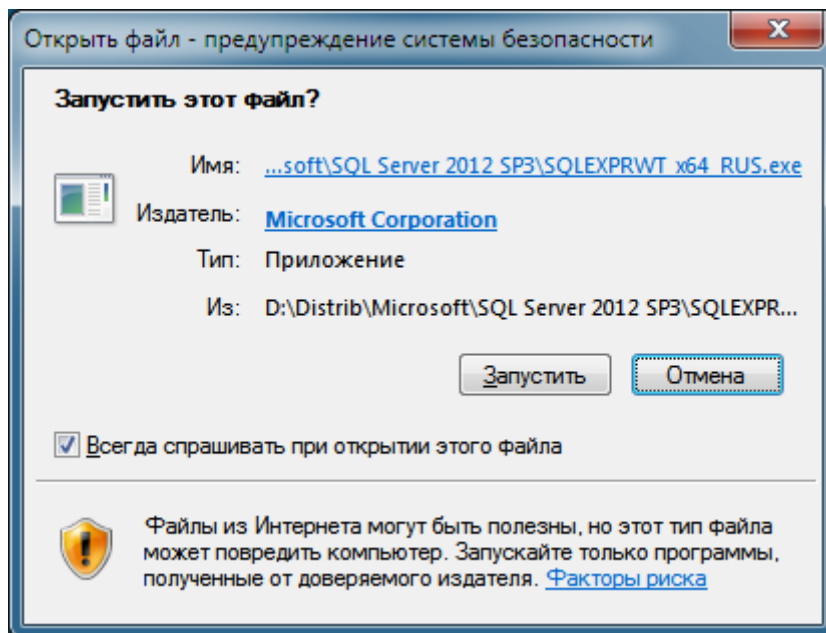 Открыть файл - предупреждение системы безопасности
Запустить этот файл?
Имя: ...soft\SQL Server 2012 SP3\SQLEXPRWT_x64_RUS.exe
Издатель: Microsoft Corporation
Тип: Приложение
Из: D:\Distrib\Microsoft\SQL Server 2012 SP3\SQLEXPR...
Запустить Отмена
Всегда спрашивать при открытии этого файла
Файлы из Интернета могут быть полезны, но этот тип файла
может повредить компьютер. Запускайте только программы,
полученные от доверяемого издателя. Факторы риска